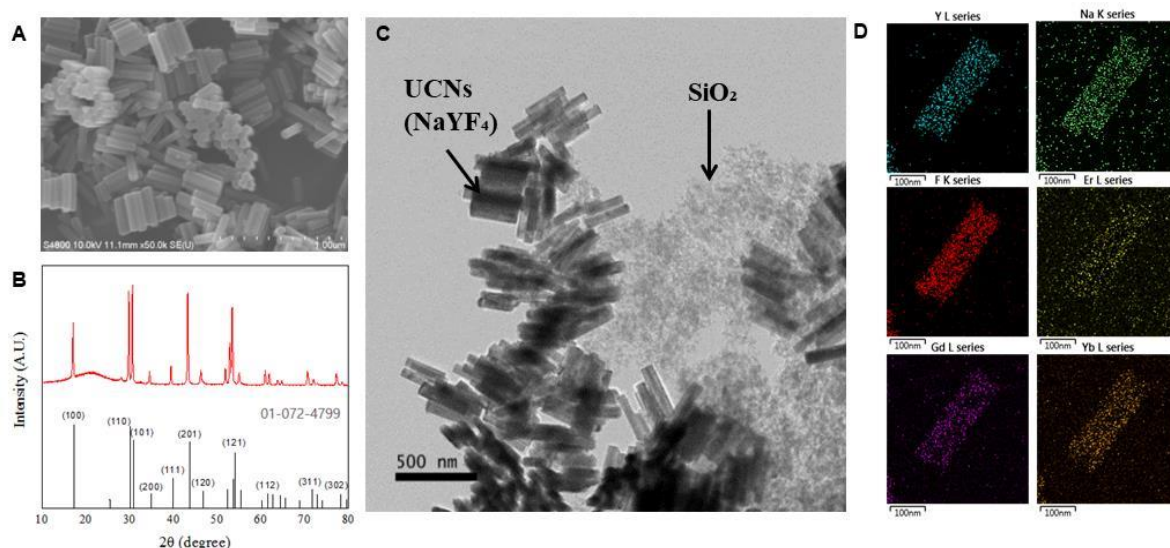 A
S4800 10.0kV 11.1mm x50.0k SE(U)
1.00um
B
Intensity (A.U.)
01-072-4799
(100)
(110)
(101)
(200)
(111)
(201)
(120)
(121)
(112)
(311)
(302)
10 20 30 40 50 60 70 80
2θ (degree)
C
UCNs
(NaYF₄)
SiO₂
500 nm
D
Y L series
100nm
Na K series
100nm
F K series
100nm
Er L series
100nm
Gd L series
100nm
Yb L series
100nm